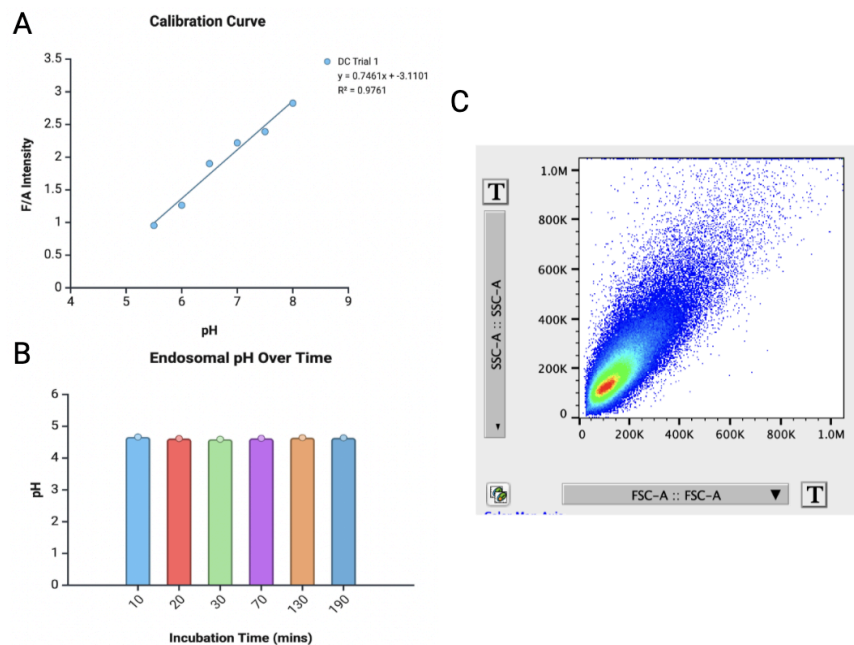 A
Calibration Curve
3.5
3
2.5
2
1.5
1
0.5
0
F/A Intensity
4
5
6
7
8
9
pH
DC Trial 1
y = 0.7461x + -3.1101
R² = 0.9761
B
Endosomal pH Over Time
6
5
4
3
2
1
0
pH
10
20
30
70
130
190
Incubation Time (mins)
C
T
SSC-A :: SSC-A
1.0M
800K
600K
400K
200K
0
0
200K
400K
600K
800K
1.0M
FSC-A :: FSC-A
T